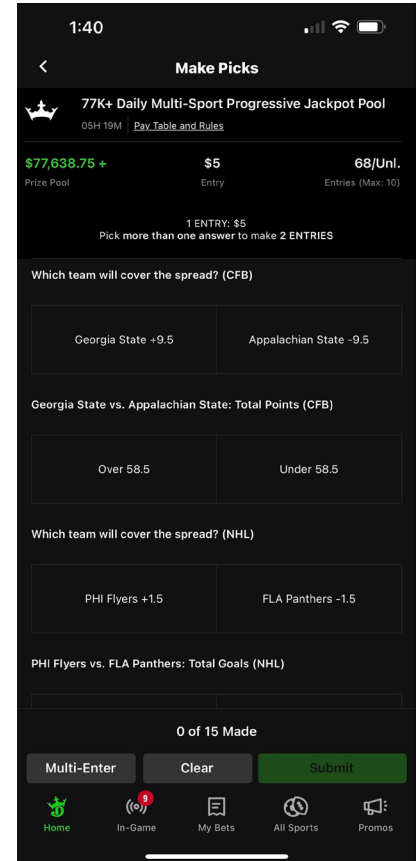 1:40
Make Picks
77K+ Daily Multi-Sport Progressive Jackpot Pool
05H 19M | Pay Table and Rules
$77,638.75 + $5 68/Unl.
Prize Pool Entry Entries (Max: 10)
1 ENTRY: $5
Pick more than one answer to make 2 ENTRIES
Which team will cover the spread? (CFB)
Georgia State +9.5 Appalachian State -9.5
Georgia State vs. Appalachian State: Total Points (CFB)
Over 58.5 Under 58.5
Which team will cover the spread? (NHL)
PHI Flyers +1.5 FLA Panthers -1.5
PHI Flyers vs. FLA Panthers: Total Goals (NHL)
0 of 15 Made
Multi-Enter Clear Submit
9
Home In-Game My Bets All Sports Promos